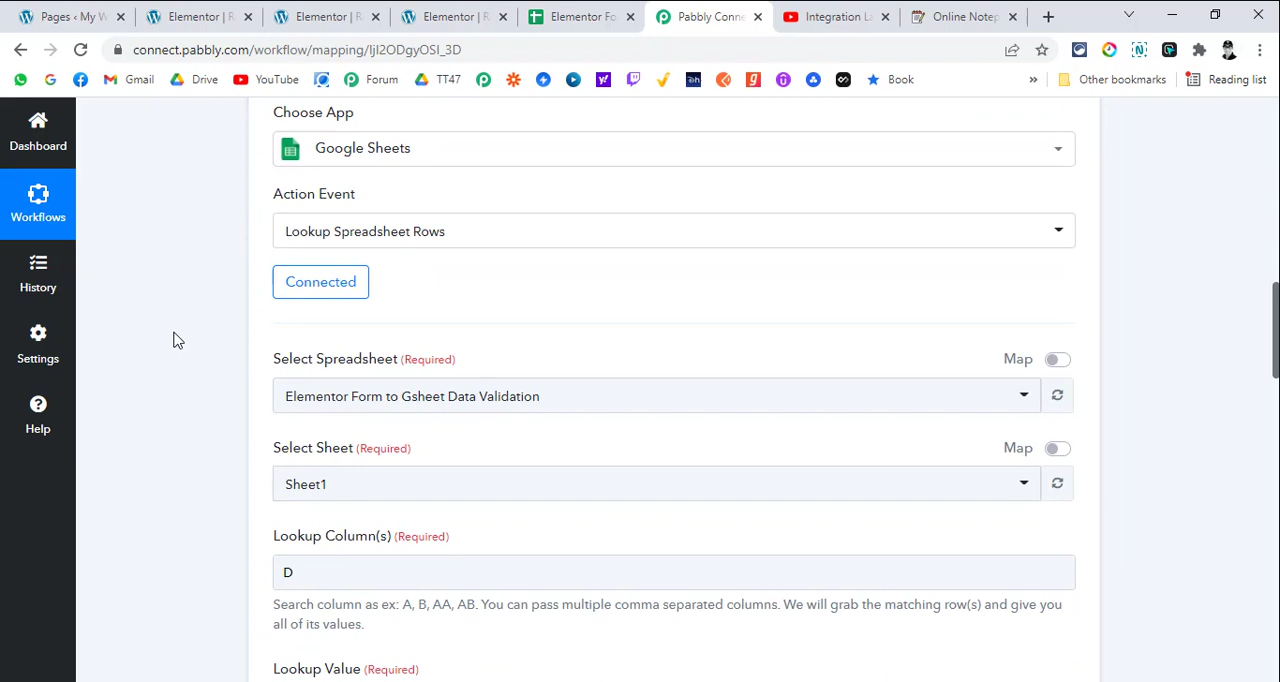 Pages ‹ My W
Elementor | R
Elementor | R
Elementor | R
Elementor Fo
Pabbly Conne
Integration La
Online Notep
connect.pabbly.com/workflow/mapping/IjI2ODgyOSI_3D
Gmail
Drive
YouTube
Forum
TT47
Book
»
Other bookmarks
Reading list
Dashboard
Workflows
History
Settings
Help
Choose App
Google Sheets
Action Event
Lookup Spreadsheet Rows
Connected
Select Spreadsheet (Required)
Map
Elementor Form to Gsheet Data Validation
Select Sheet (Required)
Map
Sheet1
Lookup Column(s) (Required)
D
Search column as ex: A, B, AA, AB. You can pass multiple comma separated columns. We will grab the matching row(s) and give you
all of its values.
Lookup Value (Required)